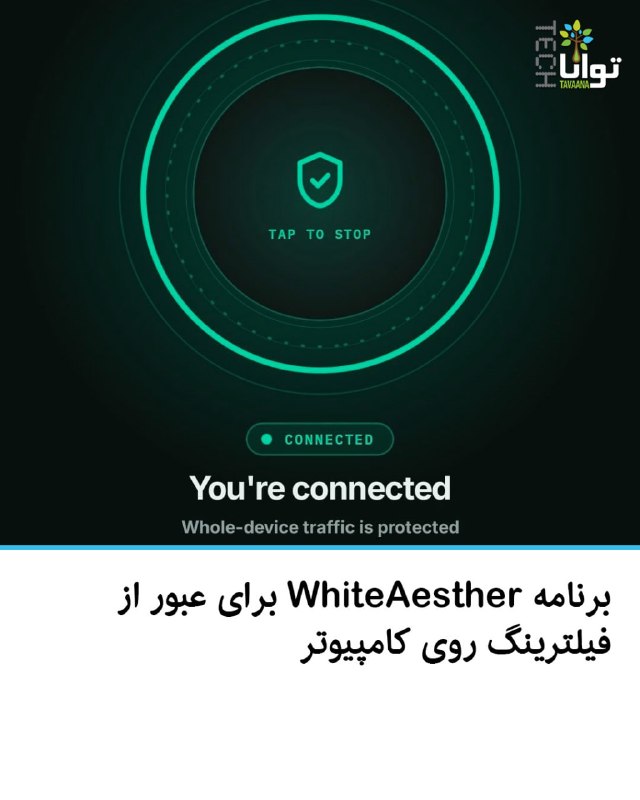 TECH
توانا
TAVAANA
TAP TO STOP
CONNECTED
You're connected
Whole-device traffic is protected
برنامه WhiteAesther برای عبور از
فیلترینگ روی کامپیوتر